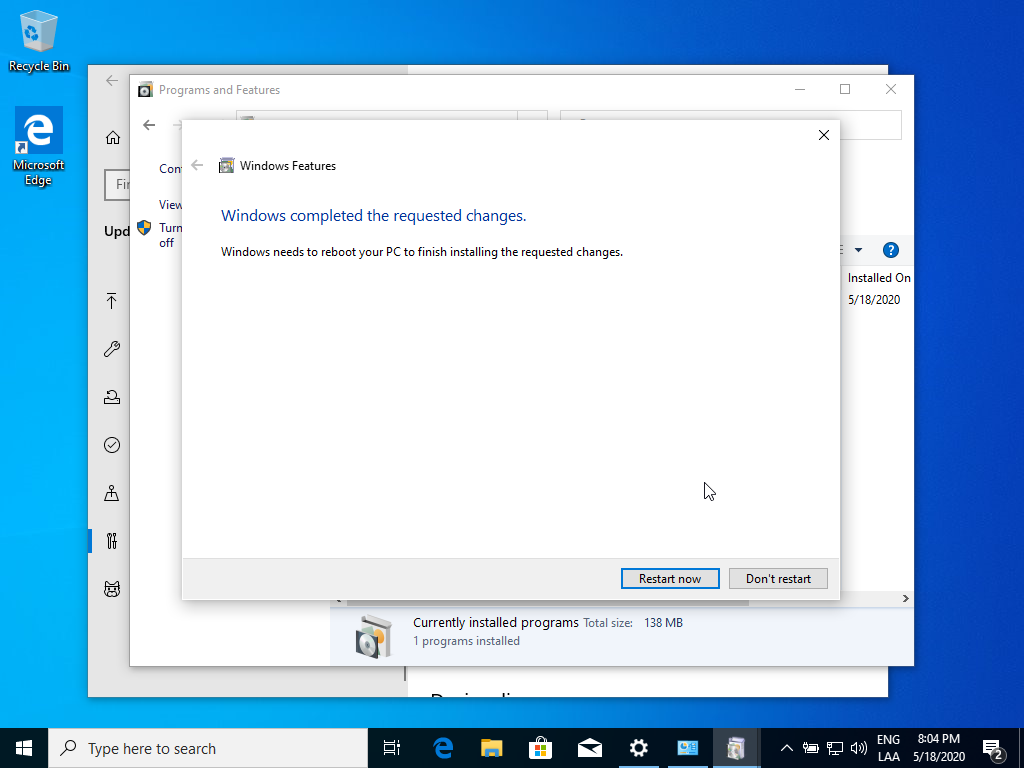 Recycle Bin
Microsoft
Edge
Programs and Features
Windows Features
Windows completed the requested changes.
Windows needs to reboot your PC to finish installing the requested changes.
View
Turn
off
Installed On
5/18/2020
Restart now
Don't restart
Currently installed programs Total size: 138 MB
1 programs installed
Type here to search
ENG
LAA
8:04 PM
5/18/2020
2